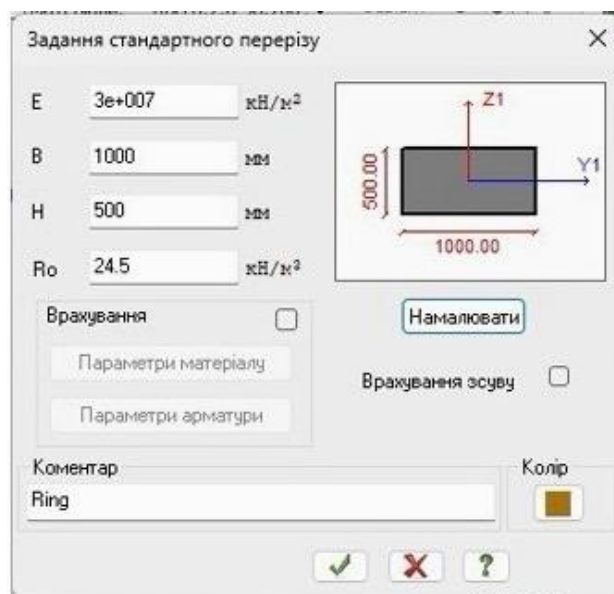 Задання стандартного перерізу
E 3e+007 кН/м²
Z1
B 1000 мм
Y1
500.00
H 500 мм
1000.00
Ro 24.5 кН/м³
Врахування
Намалювати
Параметри матеріалу
Врахування зсуву
Параметри арматури
Коментар
Колір
Ring
?